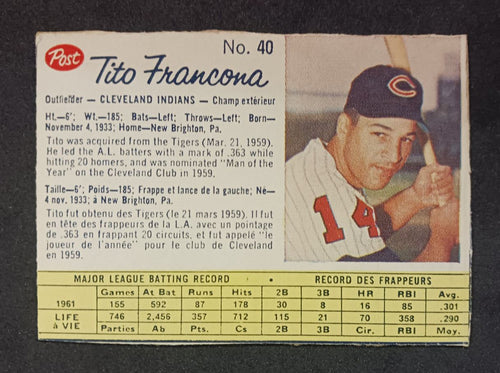 Post
No. 40
Tito Francona
Outfielder — CLEVELAND INDIANS — Champ extérieur
Ht.—6'; Wt.—185; Bats—Left; Throws—Left; Born—
November 4, 1933; Home—New Brighton, Pa.
Tito was acquired from the Tigers (Mar. 21, 1959).
He led the A.L. batters with a mark of .363 while
hitting 20 homers, and was nominated "Man of the
Year" on the Cleveland Club in 1959.
Taille—6'; Poids—185; Frappe et lance de la gauche; Né—
4 nov. 1933; à New Brighton, Pa.
Tito fut obtenu des Tigers (le 21 mars 1959). Il fut
en tête des frappeurs de la L.A. avec un pointage
de .363 en frappant 20 circuits, et fut appelé "le
joueur de l'année" pour le club de Cleveland
en 1959.
C
14
MAJOR LEAGUE BATTING RECORD • RECORD DES FRAPPEURS
Games At Bat Runs Hits 2B 3B HR RBI Avg.
1961 155 592 87 178 30 8 16 85 .301
LIFE à VIE 746 2,456 357 712 115 21 70 358 .290
Parties Ab Pts Cs 2B 3B Cir. RBI Moy.